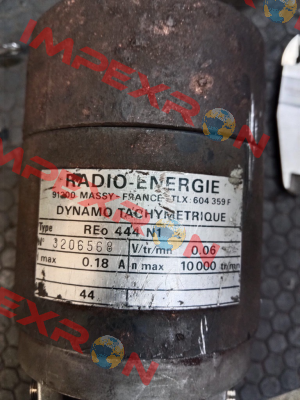 IMPEXRON
RADIO-ENERGIE
91300 MASSY - FRANCE - TLX: 604 359 F
DYNAMO TACHYMETRIQUE
Type REo 444 N1
N° 3206568 V/tr/mn 0.06
I max 0.18 A n max 10 000 tr/mn
44